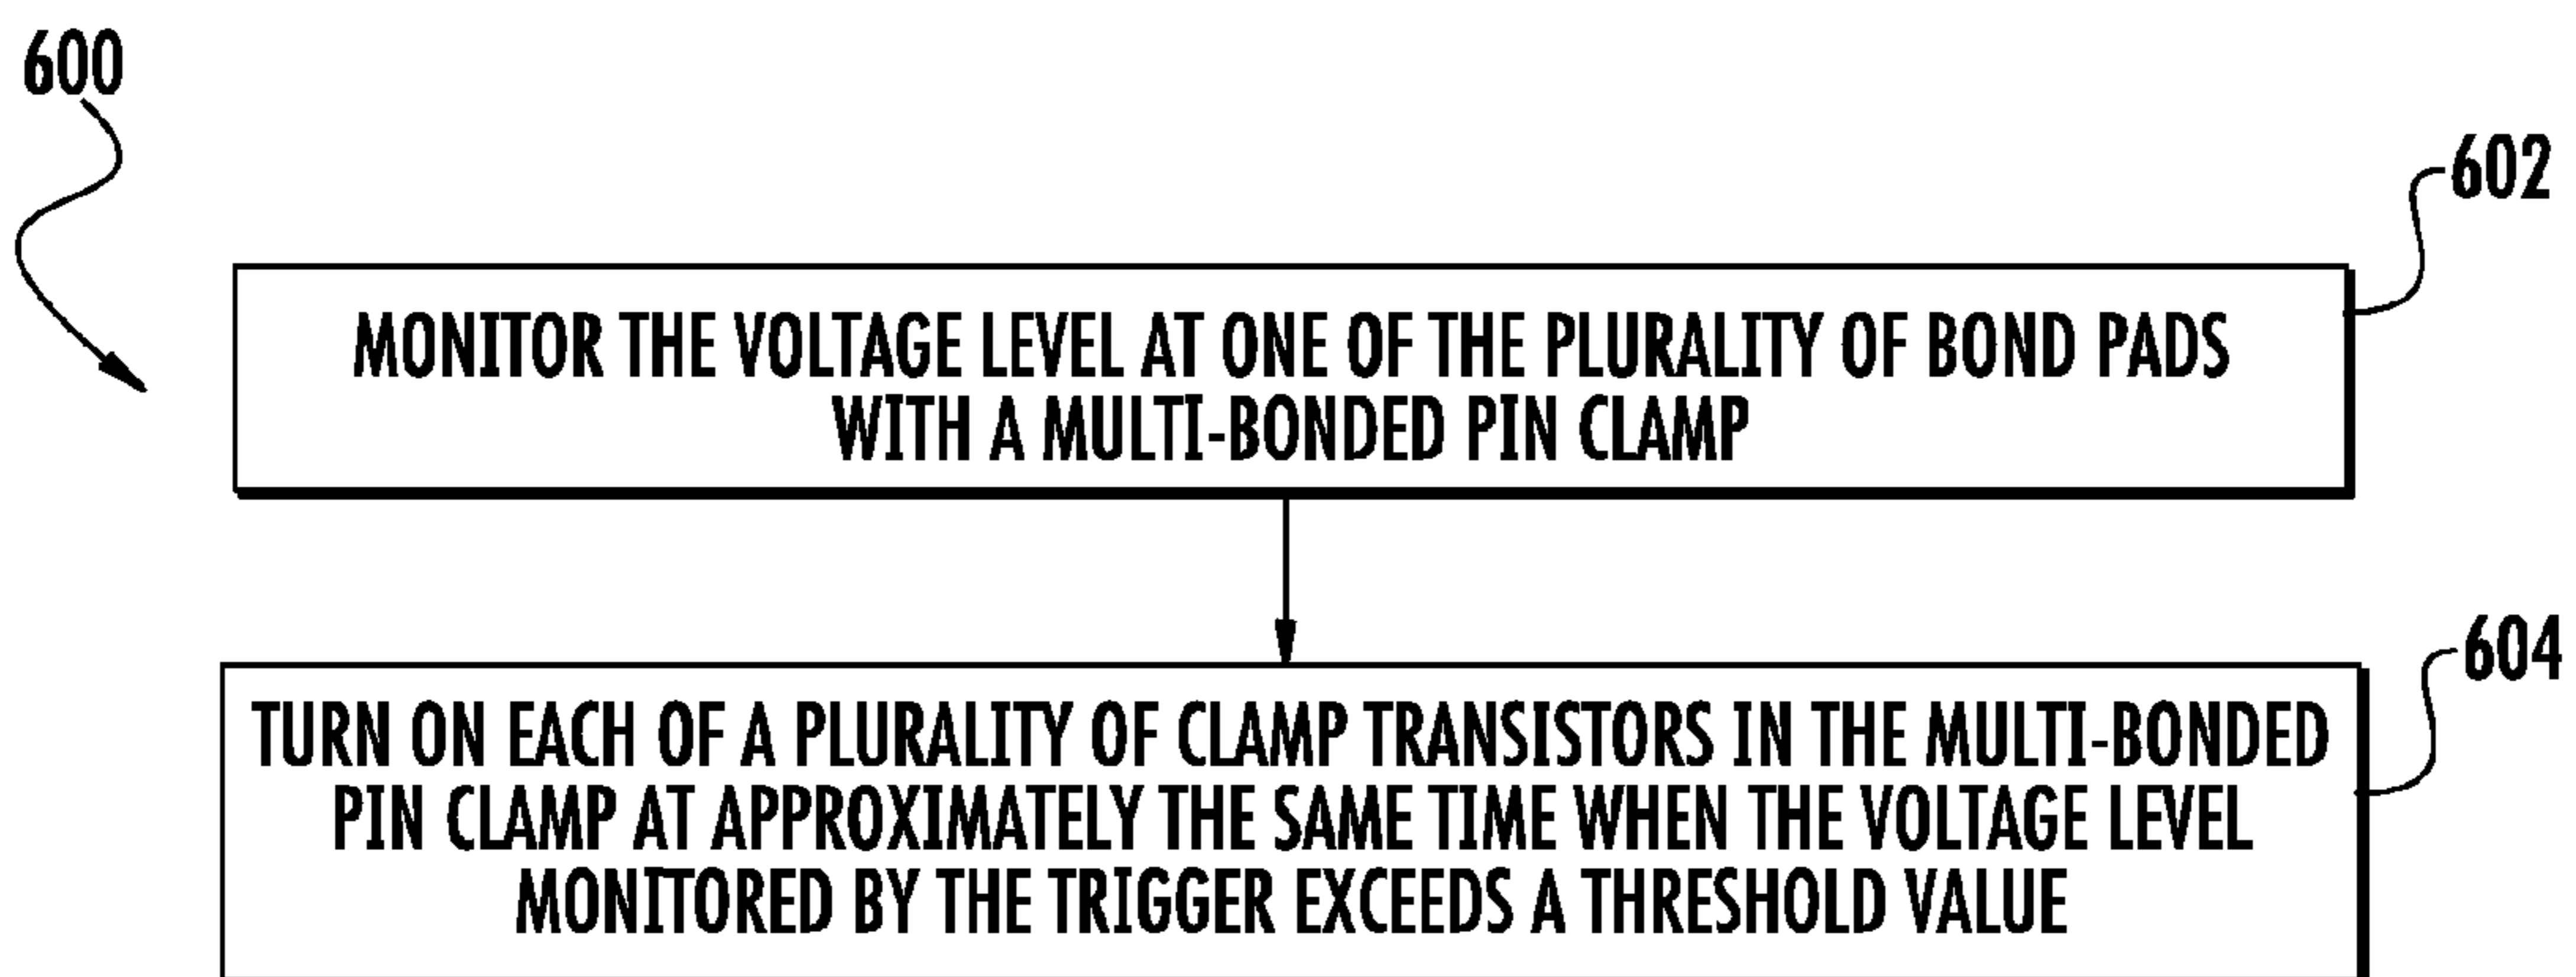 600
602
MONITOR THE VOLTAGE LEVEL AT ONE OF THE PLURALITY OF BOND PADS
WITH A MULTI-BONDED PIN CLAMP
604
TURN ON EACH OF A PLURALITY OF CLAMP TRANSISTORS IN THE MULTI-BONDED
PIN CLAMP AT APPROXIMATELY THE SAME TIME WHEN THE VOLTAGE LEVEL
MONITORED BY THE TRIGGER EXCEEDS A THRESHOLD VALUE